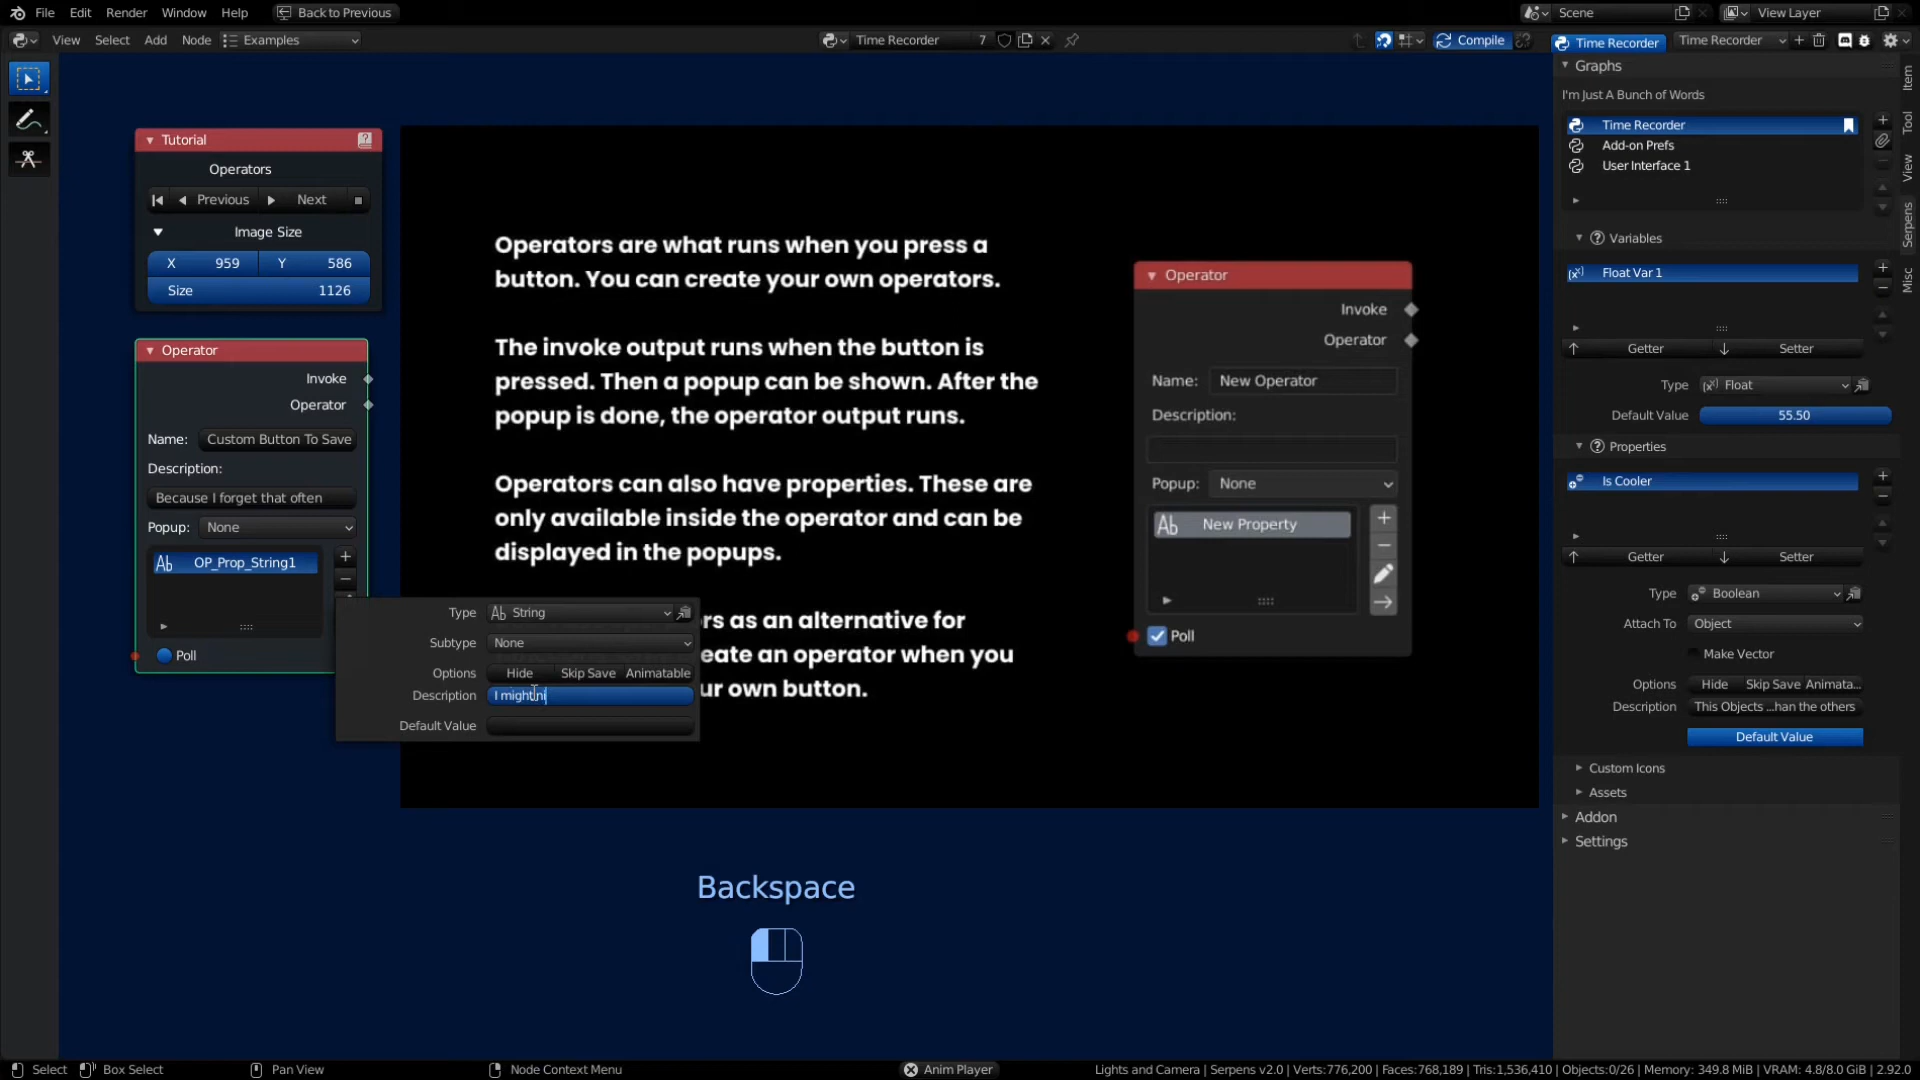 File Edit Render Window Help Back to Previous Scene View Layer
View Select Add Node Examples Time Recorder 7 Compile Time Recorder Time Recorder
Graphs
I'm Just A Bunch of Words
Time Recorder
Add-on Prefs
User Interface 1
Variables
Float Var 1
Getter Setter
Type Float
Default Value 55.50
Properties
Is Cooler
Getter Setter
Type Boolean
Attach To Object
Make Vector
Options Hide Skip Save Animata...
Description This Objects ...han the others
Default Value
Custom Icons
Assets
Addon
Settings
Item
Tool
View
Serpens
Misc
Tutorial
Operators
Previous Next
Image Size
X 959 Y 586
Size 1126
Operator
Invoke
Operator
Name: Custom Button To Save
Description:
Because I forget that often
Popup: None
Ab OP_Prop_String1
Poll
Type Ab String
Subtype None
Options Hide Skip Save Animatable
Description I might ni
Default Value
Operators are what runs when you press a
button. You can create your own operators.
The invoke output runs when the button is
pressed. Then a popup can be shown. After the
popup is done, the operator output runs.
Operators can also have properties. These are
only available inside the operator and can be
displayed in the popups.
rs as an alternative for
eate an operator when you
ur own button.
Operator
Invoke
Operator
Name: New Operator
Description:
Popup: None
Ab New Property
Poll
Backspace
Select Box Select Pan View Node Context Menu Anim Player Lights and Camera | Serpens v2.0 | Verts:776,200 | Faces:768,189 | Tris:1,536,410 | Objects:0/26 | Memory: 349.8 MiB | VRAM: 4.8/8.0 GiB | 2.92.0